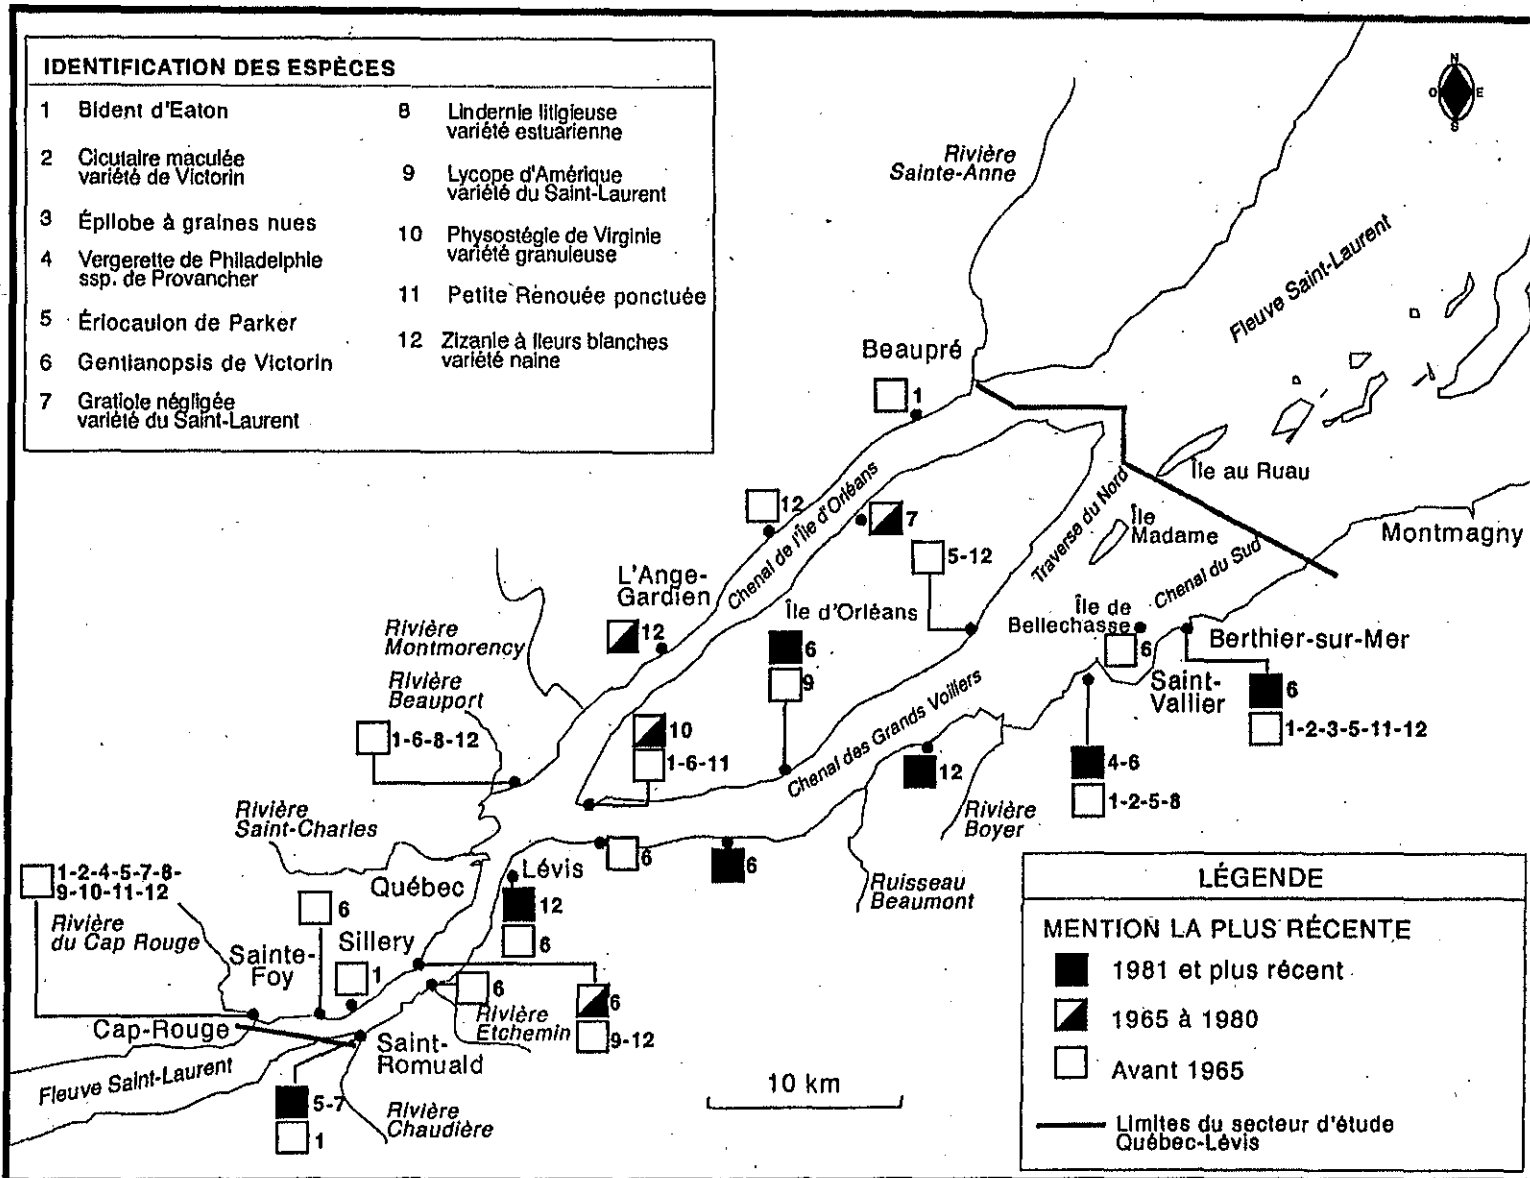 IDENTIFICATION DES ESPÈCES
1 Bident d'Eaton
2 Cicutaire maculée
variété de Victorin
3 Épilobe à graines nues
4 Vergerette de Philadelphie
ssp. de Provancher
5 Ériocaulon de Parker
6 Gentianopsis de Victorin
7 Gratiole négligée
variété du Saint-Laurent
8 Lindernie litigieuse
variété estuarienne
9 Lycope d'Amérique
variété du Saint-Laurent
10 Physostégie de Virginie
variété granuleuse
11 Petite Renouée ponctuée
12 Zizanie à fleurs blanches
variété naine
N
O E
S
Rivière
Sainte-Anne
Fleuve Saint-Laurent
Beaupré
1
Île au Ruau
Montmagny
12
Chenal de l'Île d'Orléans
7
Traverse du Nord
Île
Madame
Chenal du Sud
5-12
L'Ange-
Gardien
12
Île d'Orléans
6
9
Île de
Bellechasse
6
Berthier-sur-Mer
6
1-2-3-5-11-12
Saint-
Vallier
4-6
1-2-5-8
Rivière
Montmorency
Rivière
Beauport
1-6-8-12
10
1-6-11
Chenal des Grands Voiliers
12
Rivière
Boyer
Ruisseau
Beaumont
Rivière
Saint-Charles
Québec
Lévis
12
6
6
6
1-2-4-5-7-8-
9-10-11-12
Rivière
du Cap Rouge
Sainte-
Foy
6
Sillery
1
6
9-12
6
Rivière
Etchemin
Cap-Rouge
Saint-
Romuald
Fleuve Saint-Laurent
5-7
1
Rivière
Chaudière
10 km
LÉGENDE
MENTION LA PLUS RÉCENTE
1981 et plus récent
1965 à 1980
Avant 1965
Limites du secteur d'étude
Québec-Lévis